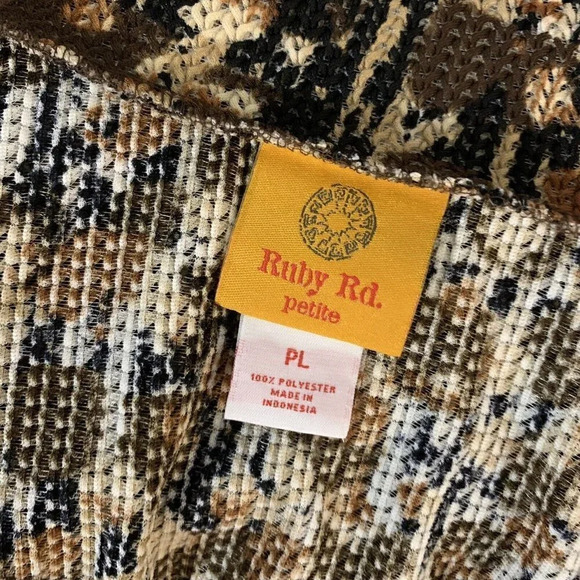 Ruby Rd.
petite
PL
100% POLYESTER
MADE IN
INDONESIA